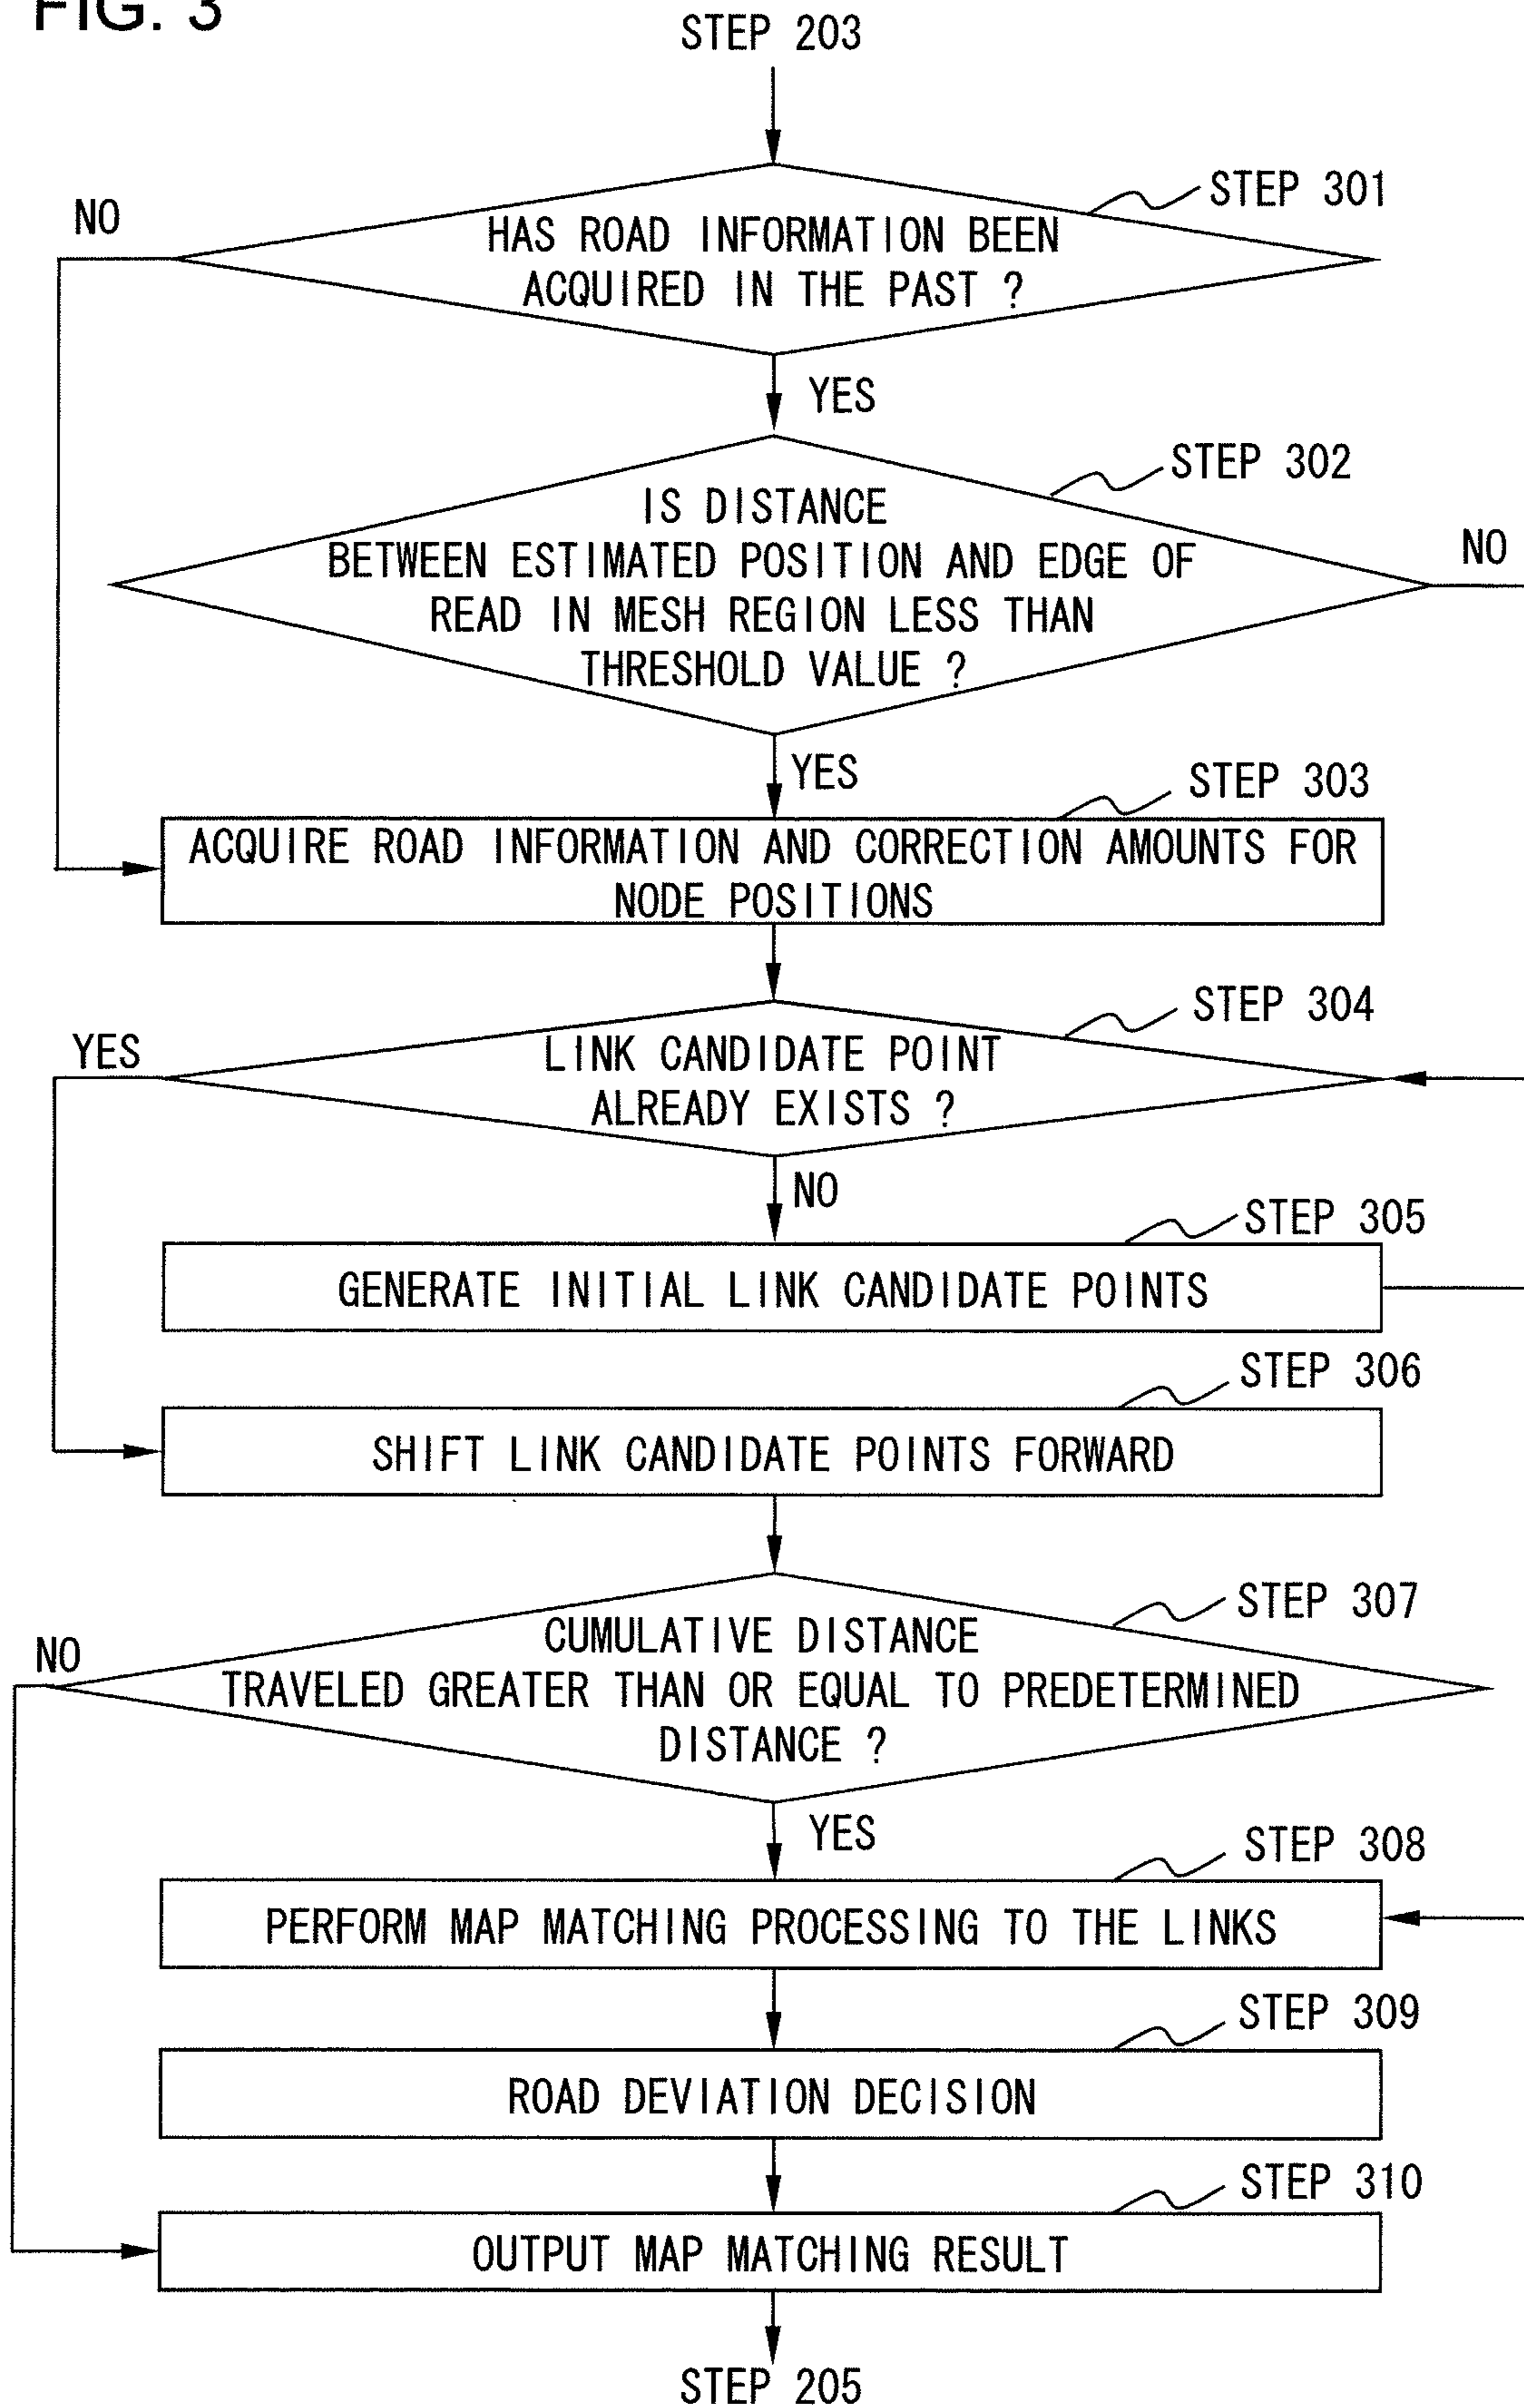 FIG. 3
STEP 203
STEP 301
NO
HAS ROAD INFORMATION BEEN
ACQUIRED IN THE PAST ?
YES
STEP 302
IS DISTANCE
BETWEEN ESTIMATED POSITION AND EDGE OF
READ IN MESH REGION LESS THAN
THRESHOLD VALUE ?
NO
YES
STEP 303
ACQUIRE ROAD INFORMATION AND CORRECTION AMOUNTS FOR
NODE POSITIONS
STEP 304
YES
LINK CANDIDATE POINT
ALREADY EXISTS ?
NO
STEP 305
GENERATE INITIAL LINK CANDIDATE POINTS
STEP 306
SHIFT LINK CANDIDATE POINTS FORWARD
STEP 307
NO
CUMULATIVE DISTANCE
TRAVELED GREATER THAN OR EQUAL TO PREDETERMINED
DISTANCE ?
YES
STEP 308
PERFORM MAP MATCHING PROCESSING TO THE LINKS
STEP 309
ROAD DEVIATION DECISION
STEP 310
OUTPUT MAP MATCHING RESULT
STEP 205